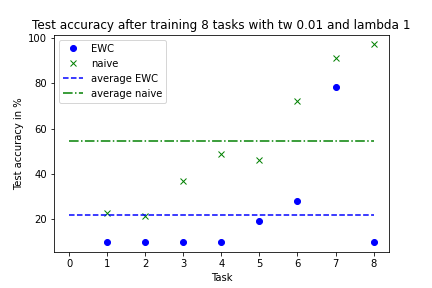 Test accuracy after training 8 tasks with tw 0.01 and lambda 1
100
80
60
40
20
Test accuracy in %
EWC
naive
average EWC
average naive
0 1 2 3 4 5 6 7 8
Task